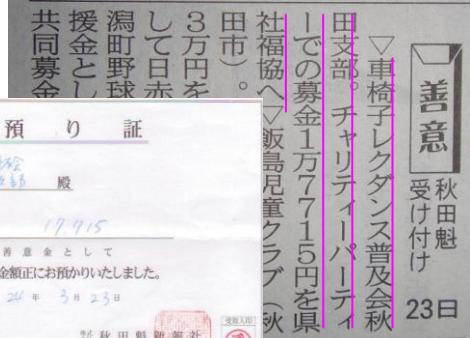 善意
秋田魁
受け付け
23日
▽車椅子レクダンス普及会秋
田支部。チャリティーパーティ
ーでの募金1万7715円を県
社福協へ▽飯島児童クラブ（秋
田市）。
3万円を
して日赤
潟町野球
援金とし
共同募金
預り証
殿
17,715
善意金として
金額正にお預かりいたしました。
24年3月23日
秋田魁新報社